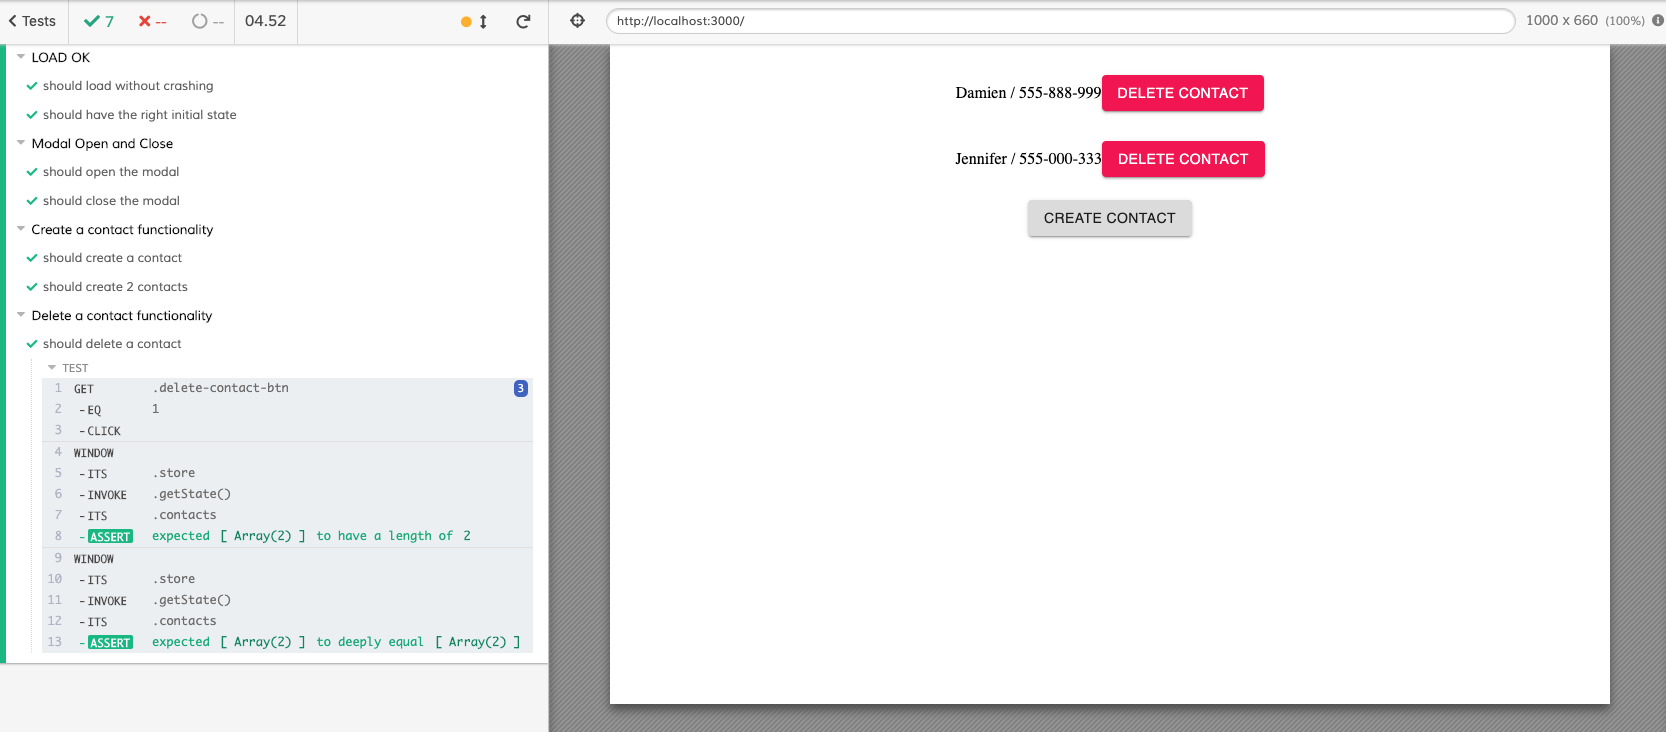 Tests 7 -- -- 04.52
http://localhost:3000/ 1000 x 660 (100%)
LOAD OK
should load without crashing
should have the right initial state
Modal Open and Close
should open the modal
should close the modal
Create a contact functionality
should create a contact
should create 2 contacts
Delete a contact functionality
should delete a contact
TEST
1 GET .delete-contact-btn 3
2 -EQ 1
3 -CLICK
4 WINDOW
5 -ITS .store
6 -INVOKE .getState()
7 -ITS .contacts
8 -ASSERT expected [ Array(2) ] to have a length of 2
9 WINDOW
10 -ITS .store
11 -INVOKE .getState()
12 -ITS .contacts
13 -ASSERT expected [ Array(2) ] to deeply equal [ Array(2) ]
Damien / 555-888-999 DELETE CONTACT
Jennifer / 555-000-333 DELETE CONTACT
CREATE CONTACT